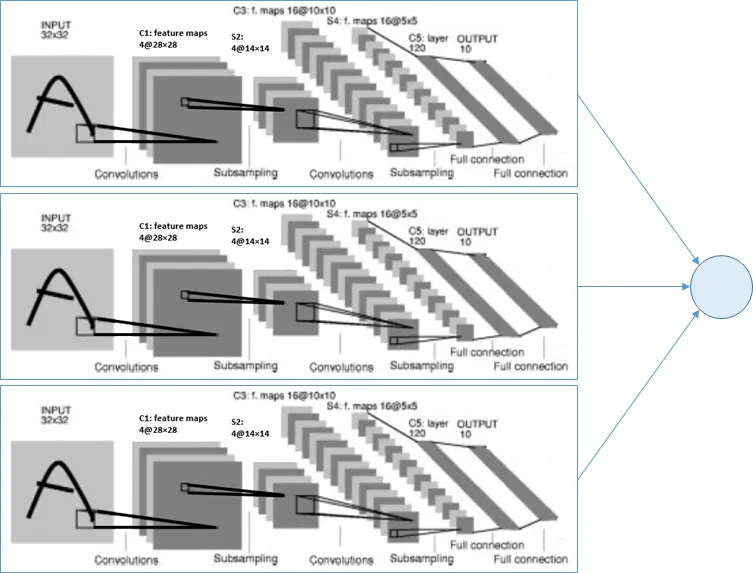 C3: f. maps 16@10x10
S4: f. maps 16@5x5
INPUT
32x32
C1: feature maps
4@28×28
S2:
4@14×14
C5: layer
120
OUTPUT
10
A
Convolutions
Subsampling
Convolutions
Subsampling
Full connection
Full connection
C3: f. maps 16@10x10
S4: f. maps 16@5x5
INPUT
32x32
C1: feature maps
4@28×28
S2:
4@14×14
C5: layer
120
OUTPUT
10
A
Convolutions
Subsampling
Convolutions
Subsampling
Full connection
Full connection
C3: f. maps 16@10x10
S4: f. maps 16@5x5
INPUT
32x32
C1: feature maps
4@28×28
S2:
4@14×14
C5: layer
120
OUTPUT
10
A
Convolutions
Subsampling
Convolutions
Subsampling
Full connection
Full connection